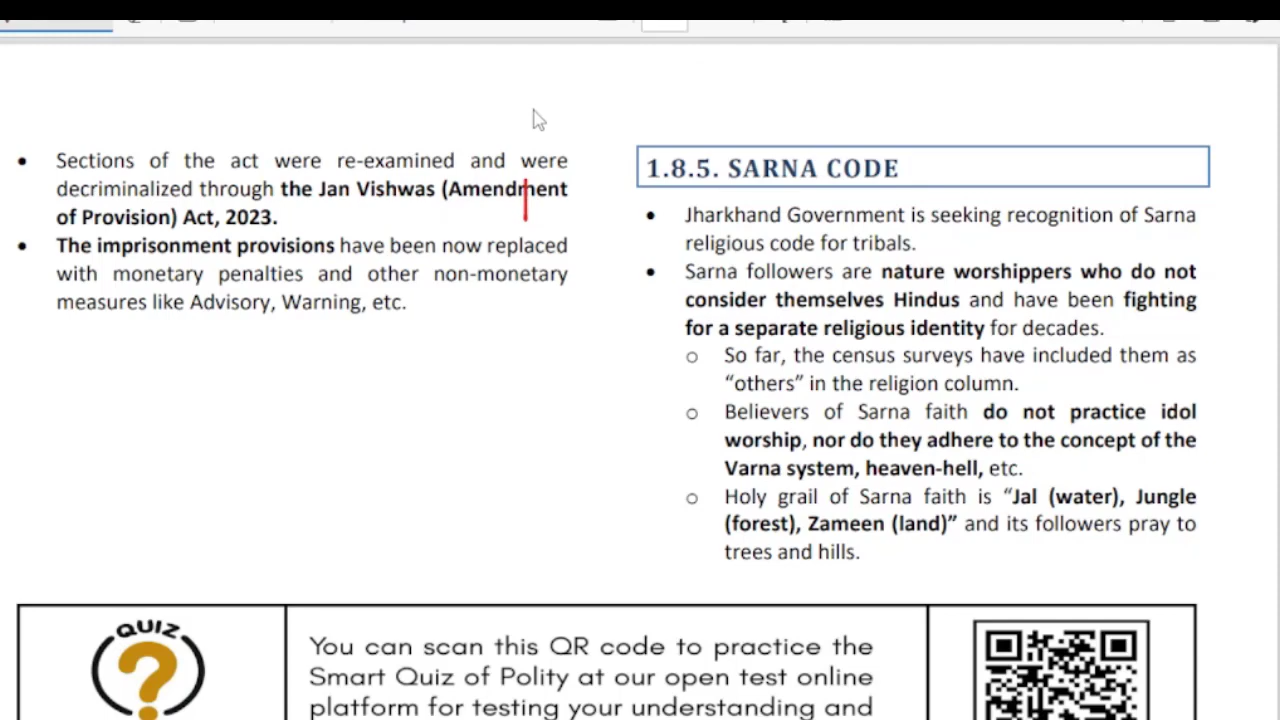 • Sections of the act were re-examined and were
decriminalized through the Jan Vishwas (Amendment
of Provision) Act, 2023.
• The imprisonment provisions have been now replaced
with monetary penalties and other non-monetary
measures like Advisory, Warning, etc.
1.8.5. SARNA CODE
• Jharkhand Government is seeking recognition of Sarna
religious code for tribals.
• Sarna followers are nature worshippers who do not
consider themselves Hindus and have been fighting
for a separate religious identity for decades.
o So far, the census surveys have included them as
“others” in the religion column.
o Believers of Sarna faith do not practice idol
worship, nor do they adhere to the concept of the
Varna system, heaven-hell, etc.
o Holy grail of Sarna faith is “Jal (water), Jungle
(forest), Zameen (land)” and its followers pray to
trees and hills.
QUIZ
?
You can scan this QR code to practice the
Smart Quiz of Polity at our open test online
platform for testing your understanding and